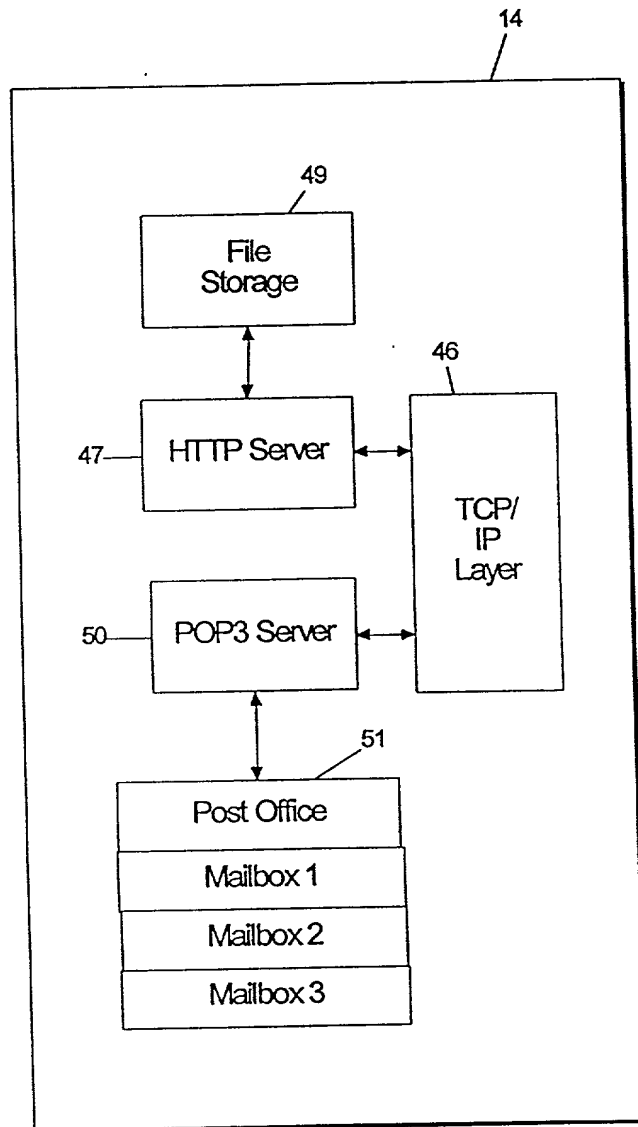 14
49
File
Storage
46
47
HTTP Server
TCP/
IP
Layer
50
POP3 Server
51
Post Office
Mailbox 1
Mailbox 2
Mailbox 3